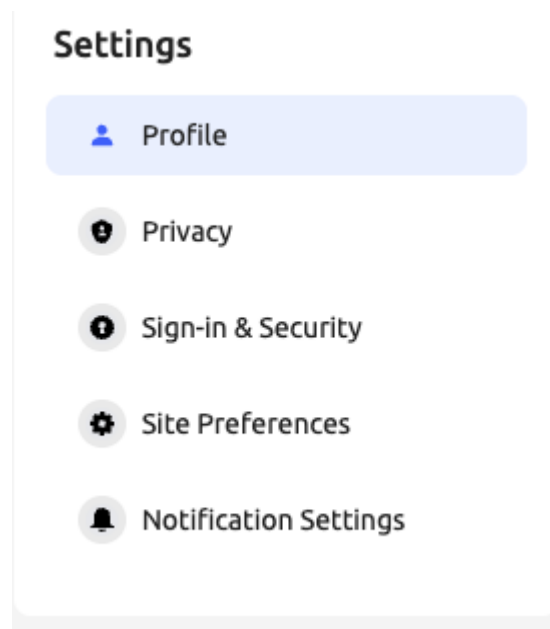 Settings
Profile
Privacy
Sign-in & Security
Site Preferences
Notification Settings